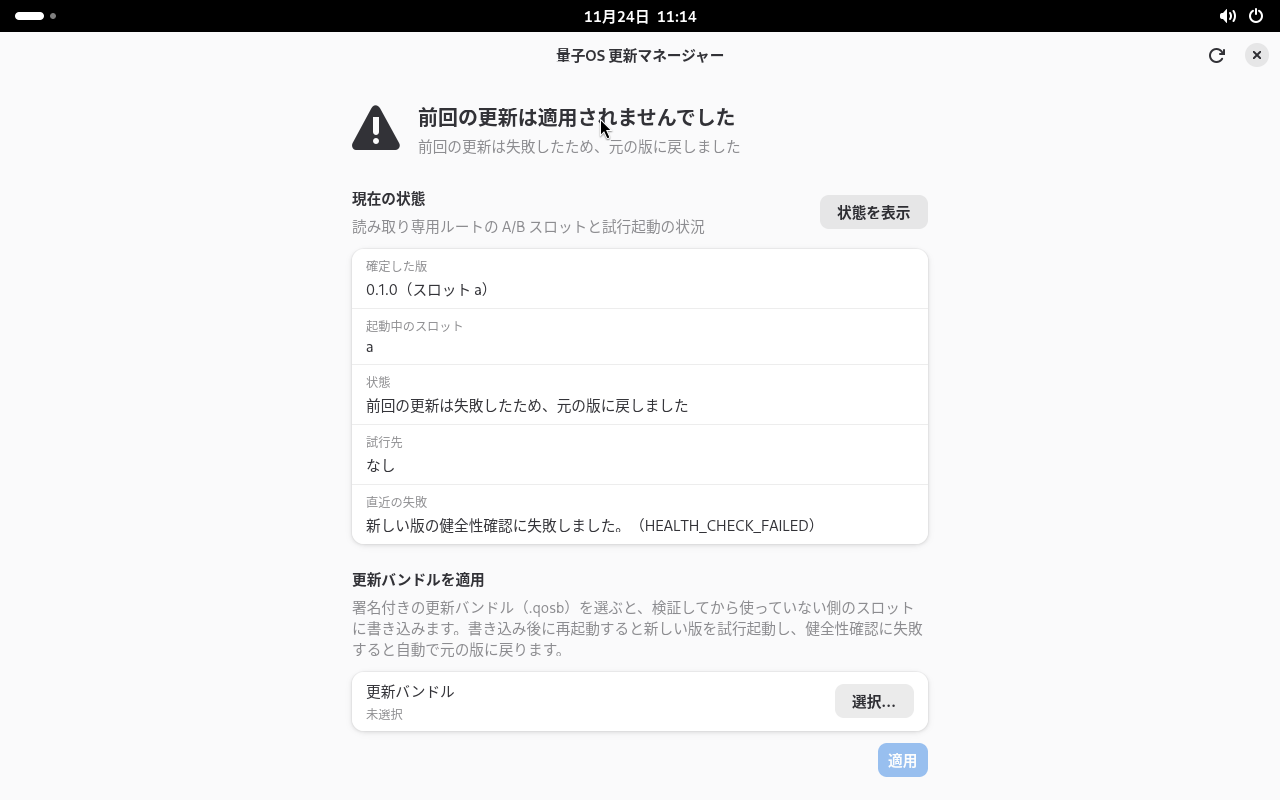 11月24日 11:14
量子OS 更新マネージャー
前回の更新は適用されませんでした
前回の更新は失敗したため、元の版に戻しました
現在の状態
状態を表示
読み取り専用ルートの A/B スロットと試行起動の状況
確定した版
0.1.0（スロット a）
起動中のスロット
a
状態
前回の更新は失敗したため、元の版に戻しました
試行先
なし
直近の失敗
新しい版の健全性確認に失敗しました。（HEALTH_CHECK_FAILED）
更新バンドルを適用
署名付きの更新バンドル（.qosb）を選ぶと、検証してから使っていない側のスロット
に書き込みます。書き込み後に再起動すると新しい版を試行起動し、健全性確認に失敗
すると自動で元の版に戻ります。
更新バンドル
未選択
選択...
適用